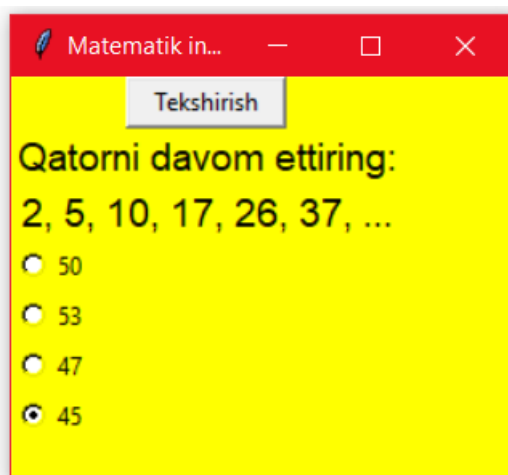 Matematik in...
Tekshirish
Qatorni davom ettiring:
2, 5, 10, 17, 26, 37, ...
50
53
47
45